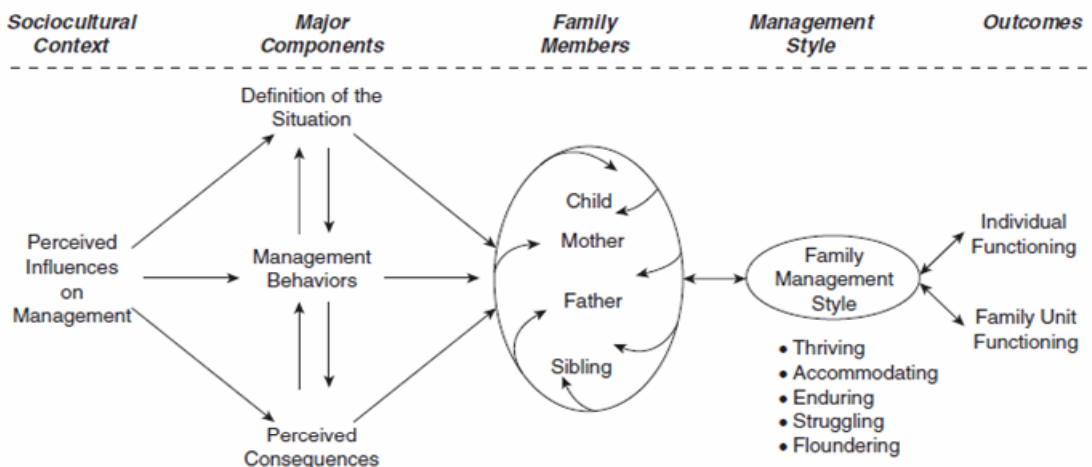 Sociocultural
Context
Major
Components
Family
Members
Management
Style
Outcomes
Definition of the
Situation
Perceived
Influences
on
Management
Management
Behaviors
Perceived
Consequences
Child
Mother
Father
Sibling
Family
Management
Style
• Thriving
• Accommodating
• Enduring
• Struggling
• Floundering
Individual
Functioning
Family Unit
Functioning